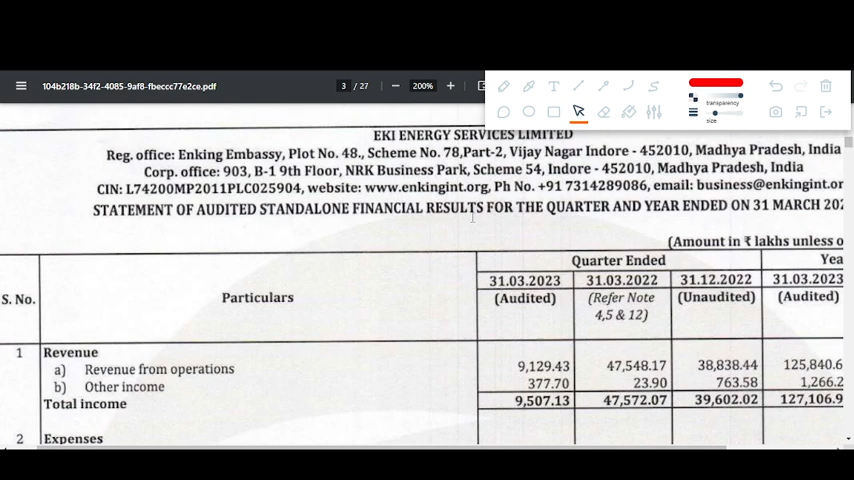 104b218b-34f2-4085-9af8-fbeccc77e2ce.pdf
3 / 27
200%
transparency
size
EKI ENERGY SERVICES LIMITED
Reg. office: Enking Embassy, Plot No. 48., Scheme No. 78,Part-2, Vijay Nagar Indore - 452010, Madhya Pradesh, India
Corp. office: 903, B-1 9th Floor, NRK Business Park, Scheme 54, Indore - 452010, Madhya Pradesh, India
CIN: L74200MP2011PLC025904, website: www.enkingint.org, Ph No. +91 7314289086, email: business@enkingint.or
STATEMENT OF AUDITED STANDALONE FINANCIAL RESULTS FOR THE QUARTER AND YEAR ENDED ON 31 MARCH 202
(Amount in ₹ lakhs unless o
S. No. Particulars Quarter Ended Yea
31.03.2023 31.03.2022 31.12.2022 31.03.2023
(Audited) (Refer Note 4,5 & 12) (Unaudited) (Audited)
1 Revenue
a) Revenue from operations 9,129.43 47,548.17 38,838.44 125,840.6
b) Other income 377.70 23.90 763.58 1,266.2
Total income 9,507.13 47,572.07 39,602.02 127,106.9
2 Expenses